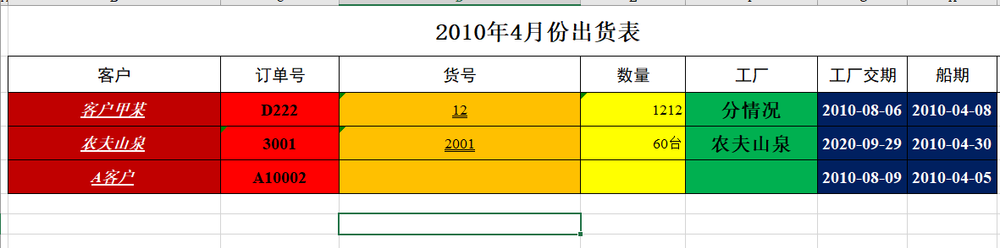 2010年4月份出货表
客户 订单号 货号 数量 工厂 工厂交期 船期
客户甲某 D222 12 1212 分情况 2010-08-06 2010-04-08
农夫山泉 3001 2001 60台 农夫山泉 2020-09-29 2010-04-30
A客户 A10002 2010-08-09 2010-04-05